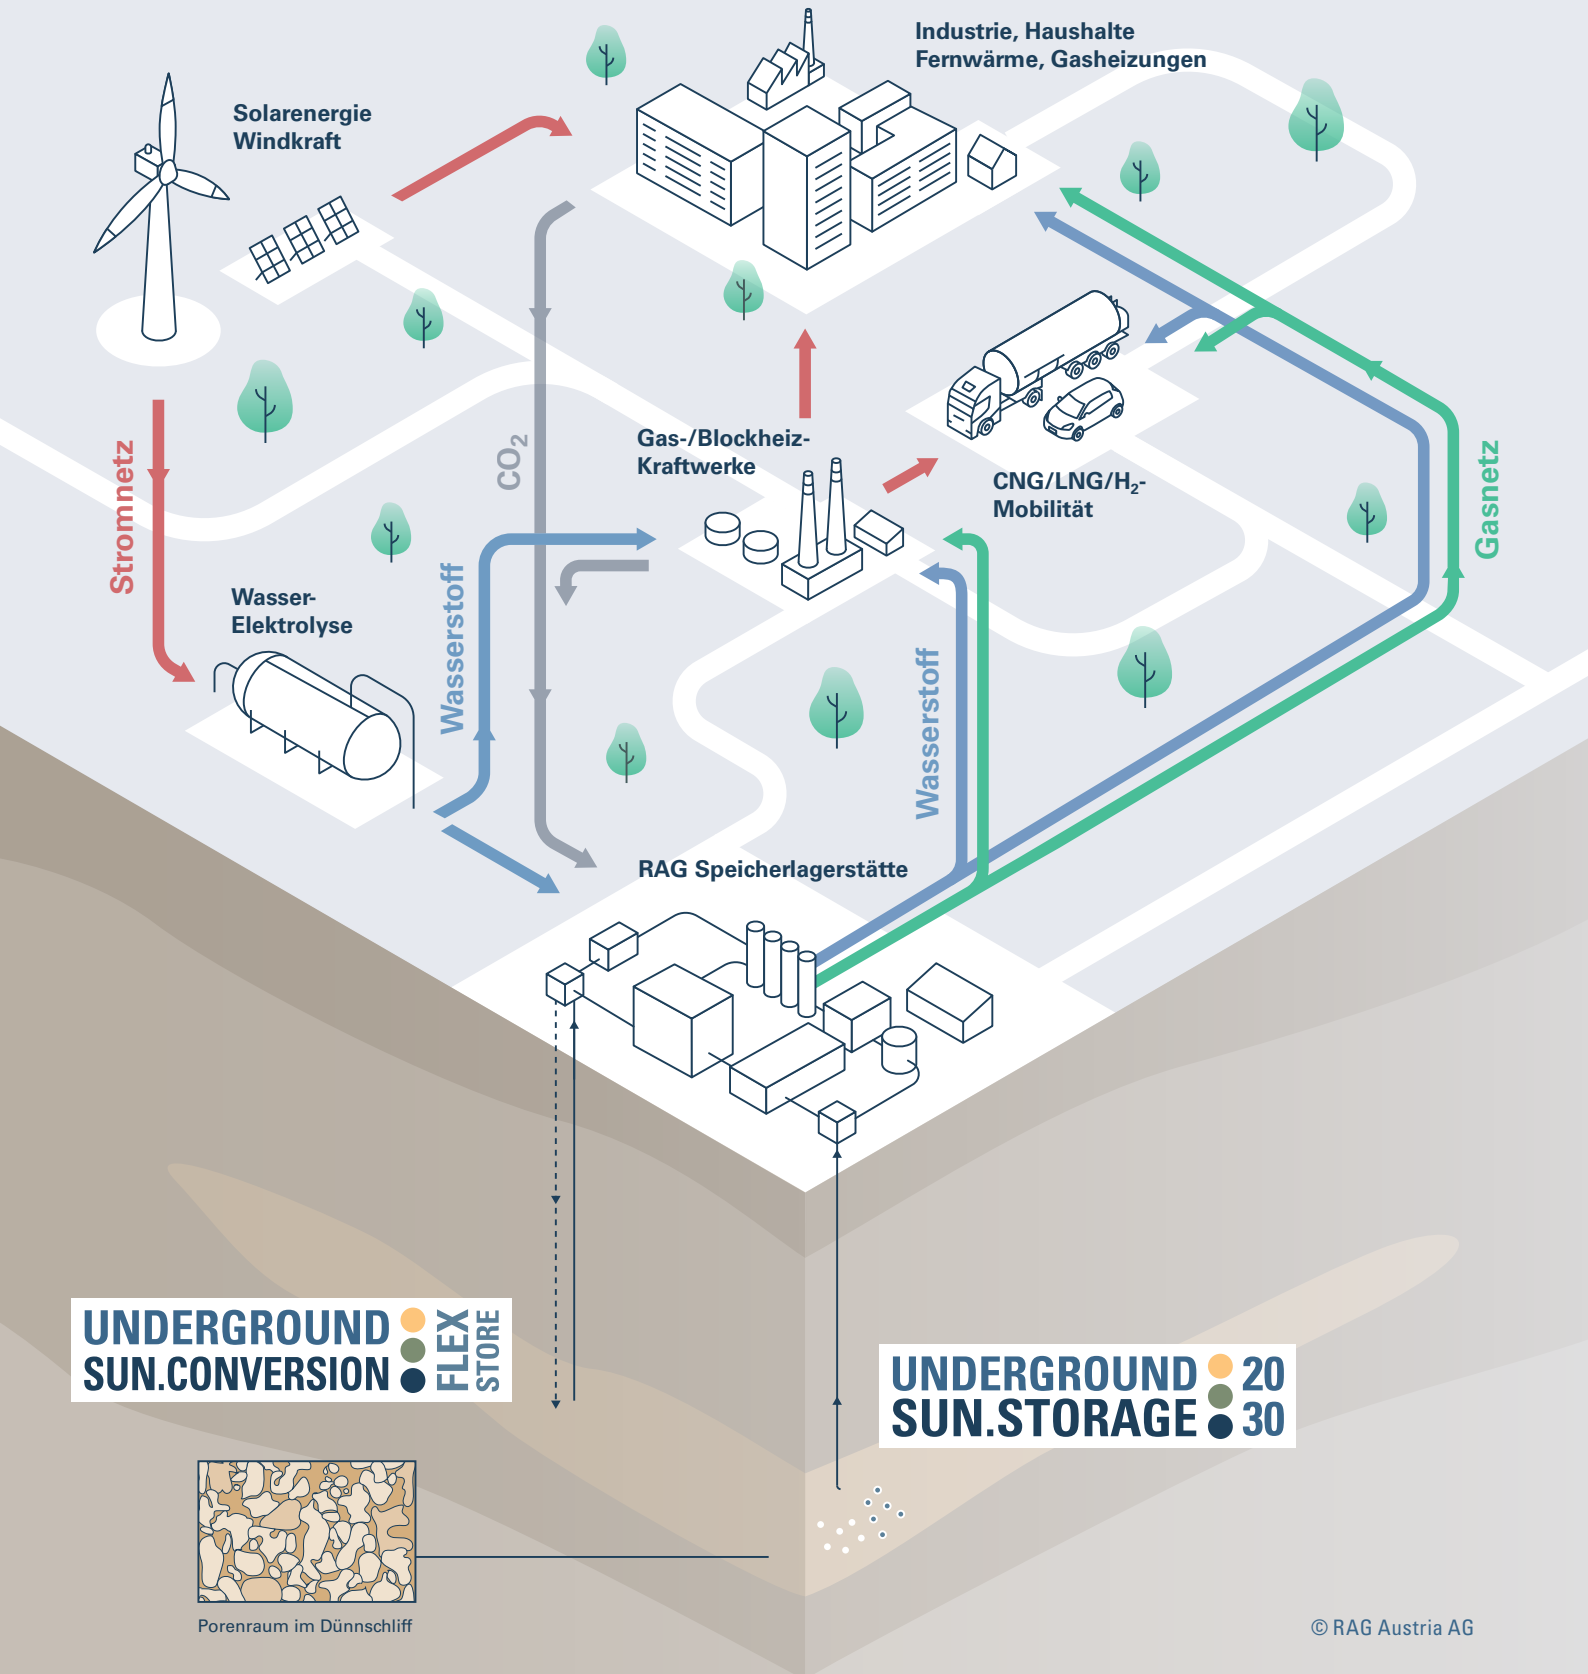 Industrie, Haushalte
Fernwärme, Gasheizungen
Solarenergie
Windkraft
Stromnetz
CO2
Gas-/Blockheiz-
Kraftwerke
CNG/LNG/H2-
Mobilität
Gasnetz
Wasserstoff
Wasser-
Elektrolyse
Wasserstoff
RAG Speicherlagerstätte
UNDERGROUND
SUN.CONVERSION
FLEX
STORE
UNDERGROUND 20
SUN.STORAGE 30
Porenraum im Dünnschliff
© RAG Austria AG